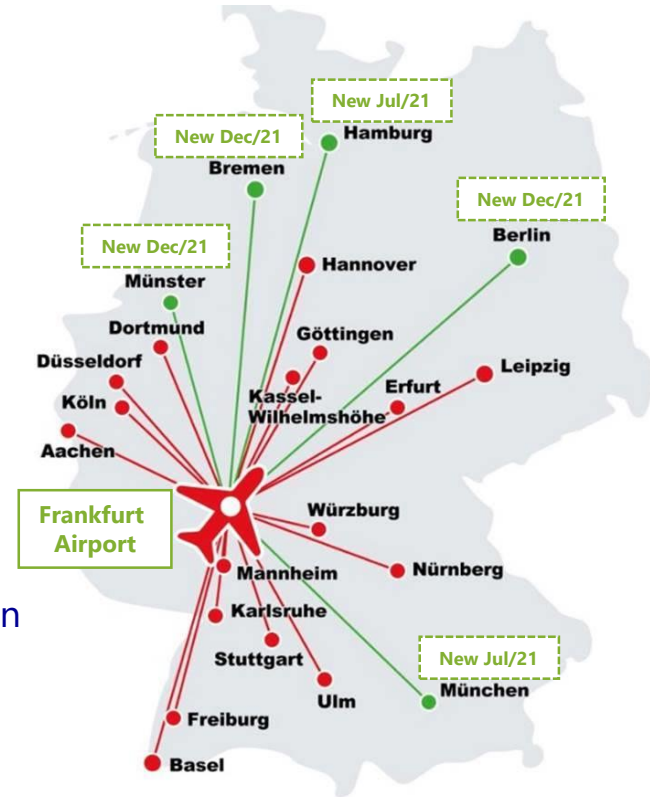 New Jul/21
Hamburg
New Dec/21
Bremen
New Dec/21
Berlin
New Dec/21
Münster
Hannover
Dortmund
Göttingen
Düsseldorf
Leipzig
Kassel-
Wilhelmshöhe
Erfurt
Köln
Aachen
Frankfurt
Airport
Würzburg
Nürnberg
Mannheim
n
Karlsruhe
Stuttgart
New Jul/21
München
Ulm
Freiburg
Basel